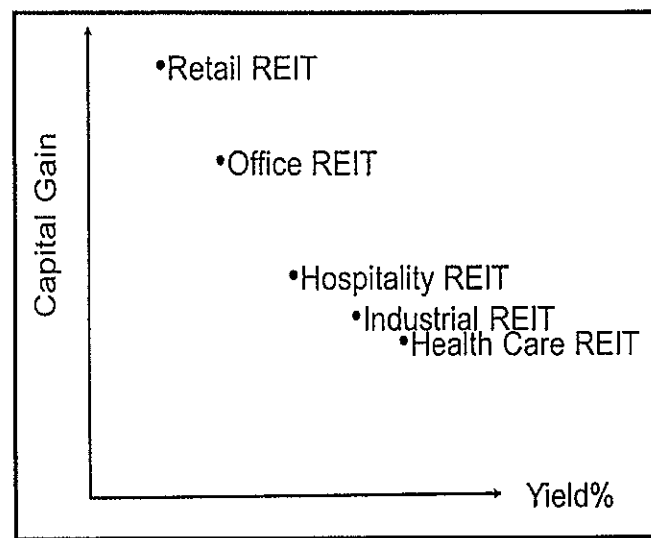 •Retail REIT
•Office REIT
Capital Gain
•Hospitality REIT
•Industrial REIT
•Health Care REIT
Yield%